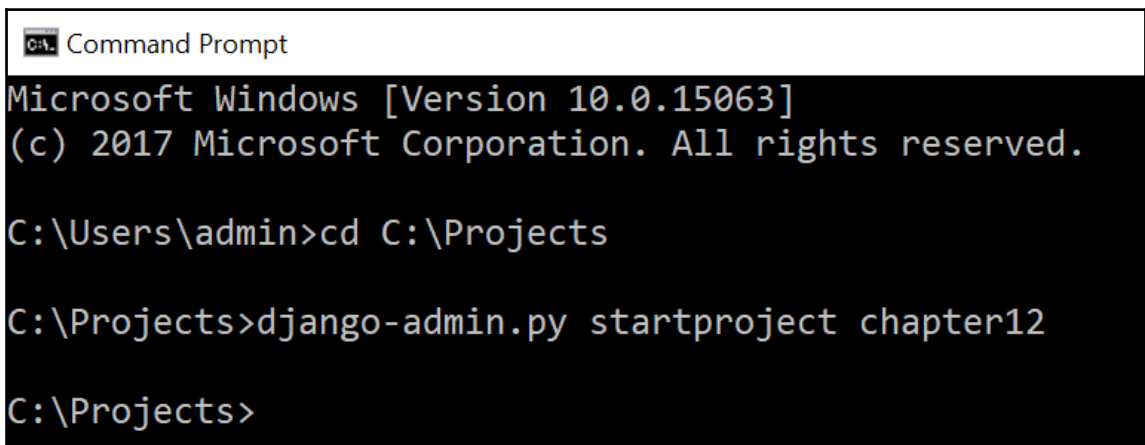 Command Prompt
Microsoft Windows [Version 10.0.15063]
(c) 2017 Microsoft Corporation. All rights reserved.
C:\Users\admin>cd C:\Projects
C:\Projects>django-admin.py startproject chapter12
C:\Projects>